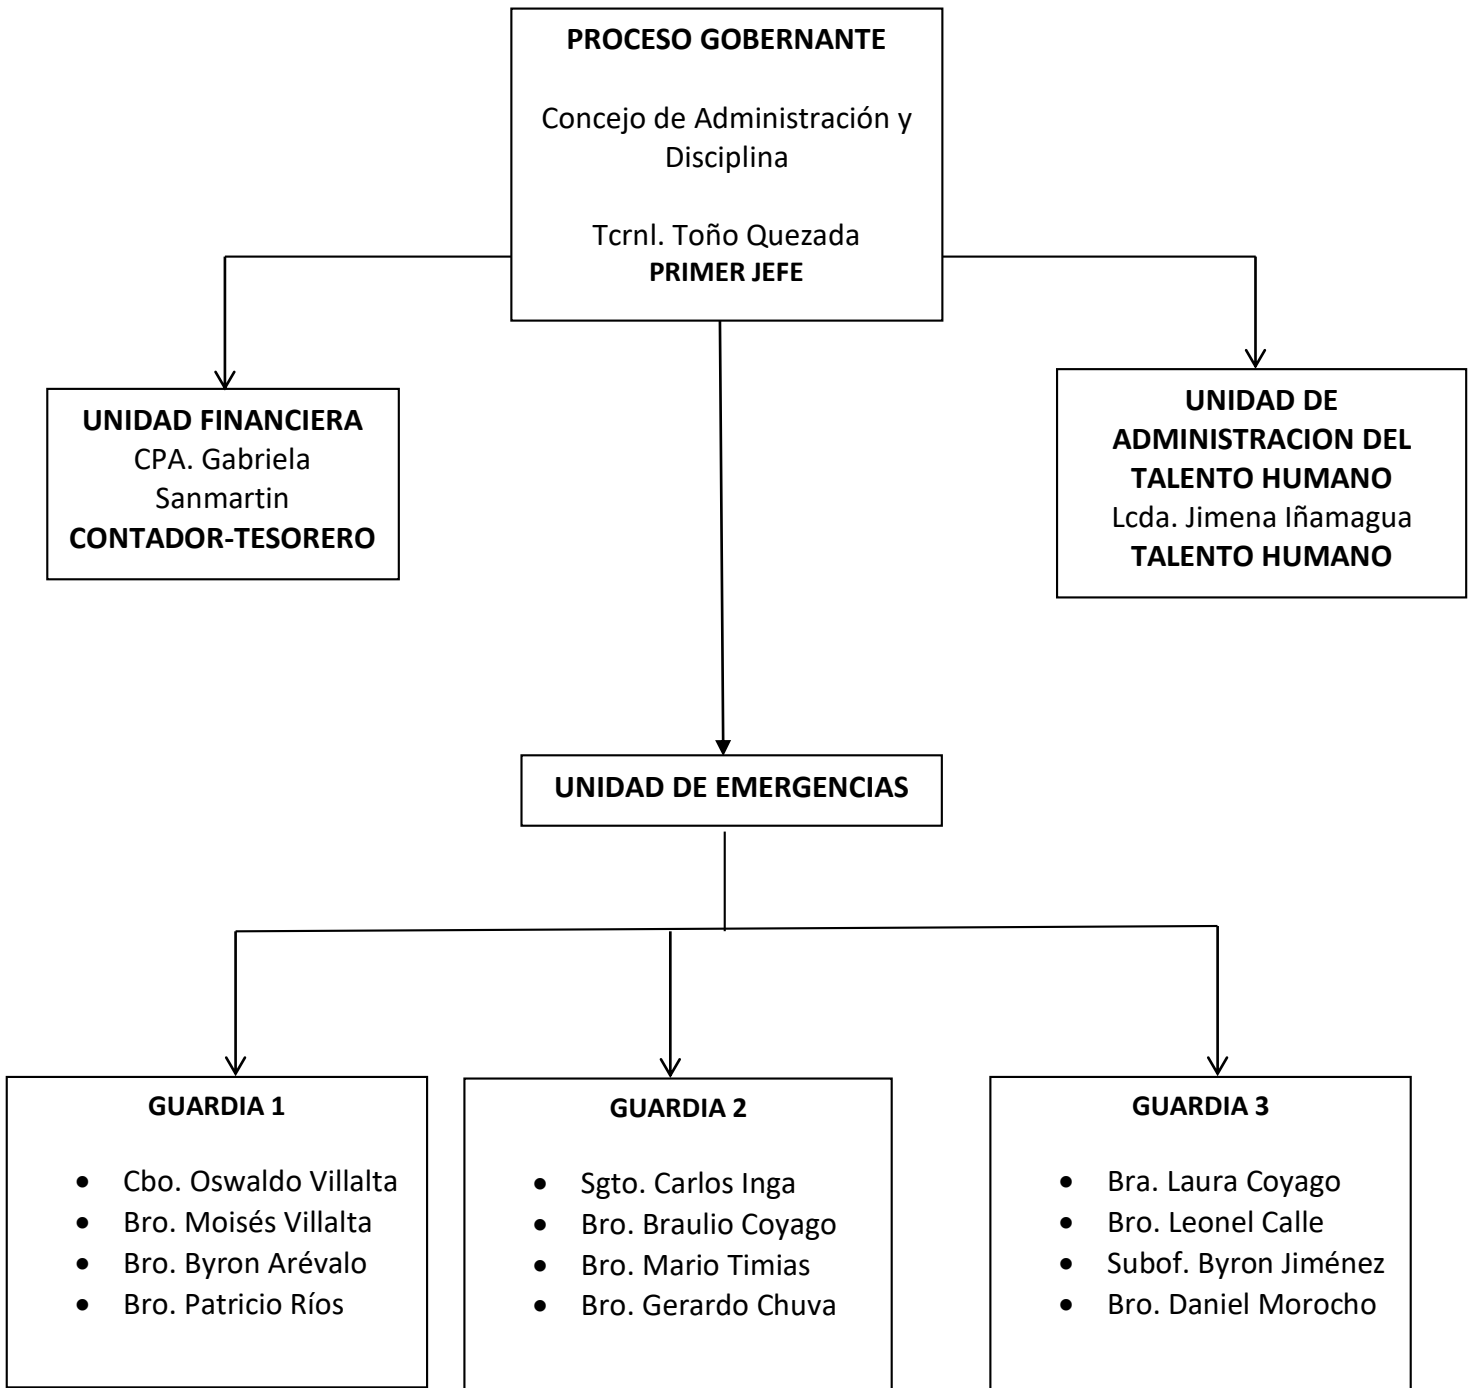 PROCESO GOBERNANTE
Concejo de Administración y
Disciplina
Tcrnl. Toño Quezada
PRIMER JEFE
UNIDAD FINANCIERA
CPA. Gabriela
Sanmartin
CONTADOR-TESORERO
UNIDAD DE
ADMINISTRACION DEL
TALENTO HUMANO
Lcda. Jimena Iñamagua
TALENTO HUMANO
UNIDAD DE EMERGENCIAS
GUARDIA 1
• Cbo. Oswaldo Villalta
• Bro. Moisés Villalta
• Bro. Byron Arévalo
• Bro. Patricio Ríos
GUARDIA 2
• Sgto. Carlos Inga
• Bro. Braulio Coyago
• Bro. Mario Timias
• Bro. Gerardo Chuva
GUARDIA 3
• Bra. Laura Coyago
• Bro. Leonel Calle
• Subof. Byron Jiménez
• Bro. Daniel Morocho